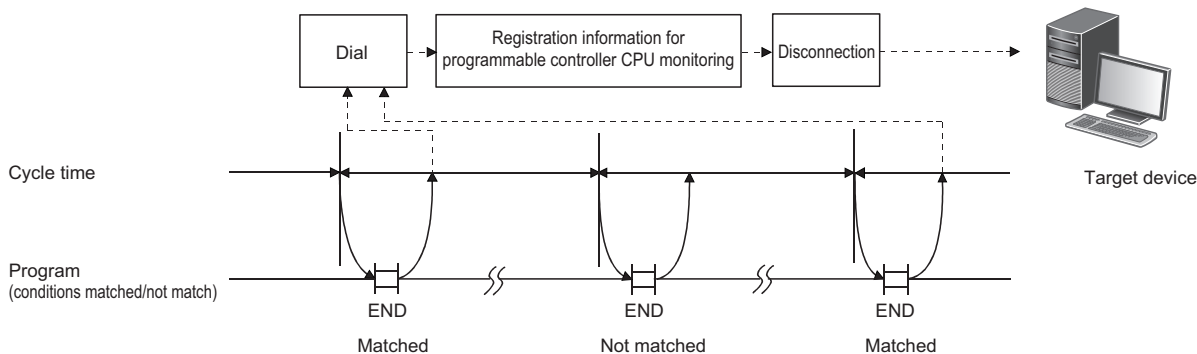 Dial
Registration information for
programmable controller CPU monitoring
Disconnection
Cycle time
Target device
Program
(conditions matched/not match)
END
END
END
Matched
Not matched
Matched